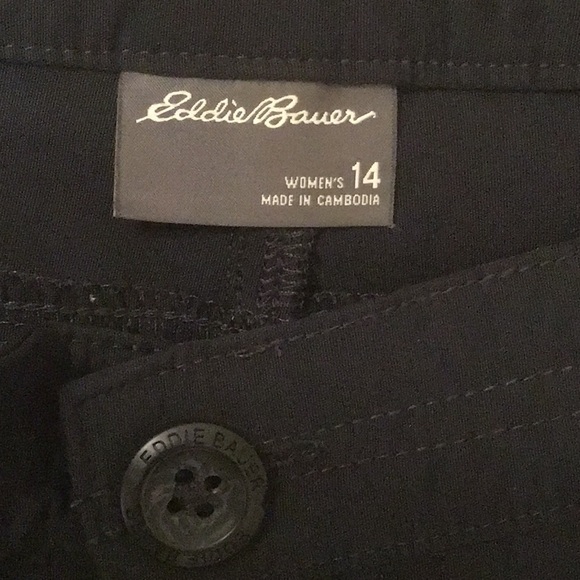 Eddie Bauer
WOMEN'S 14
MADE IN CAMBODIA
EDDIE BAUER